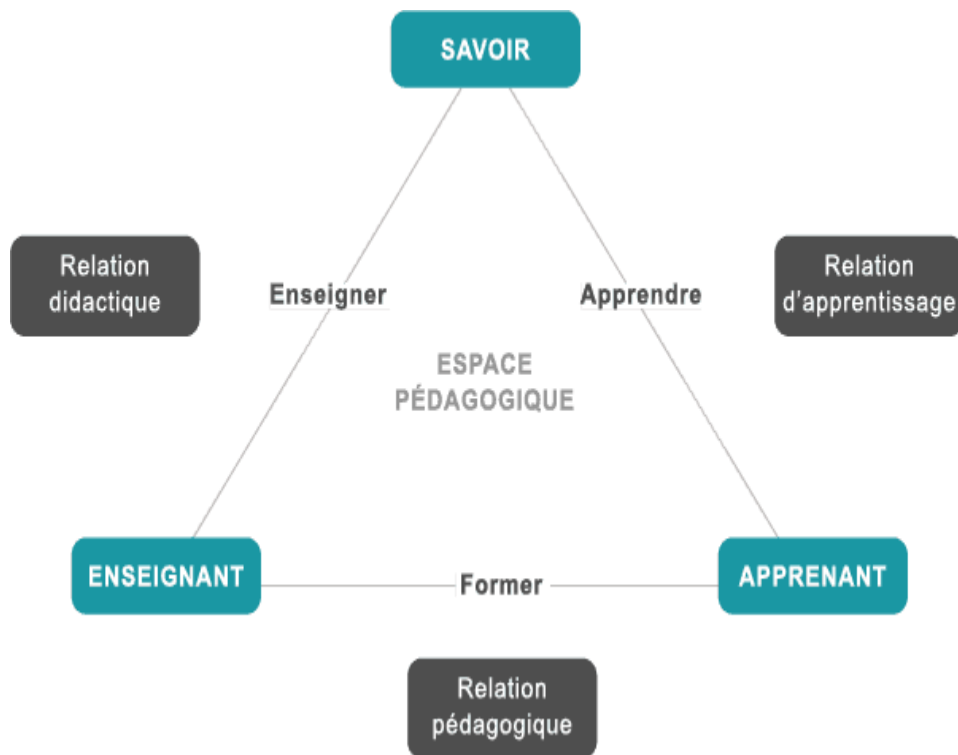 SAVOIR
Relation
didactique
Enseigner
Apprendre
Relation
d'apprentissage
ESPACE
PÉDAGOGIQUE
ENSEIGNANT
Former
APPRENANT
Relation
pédagogique